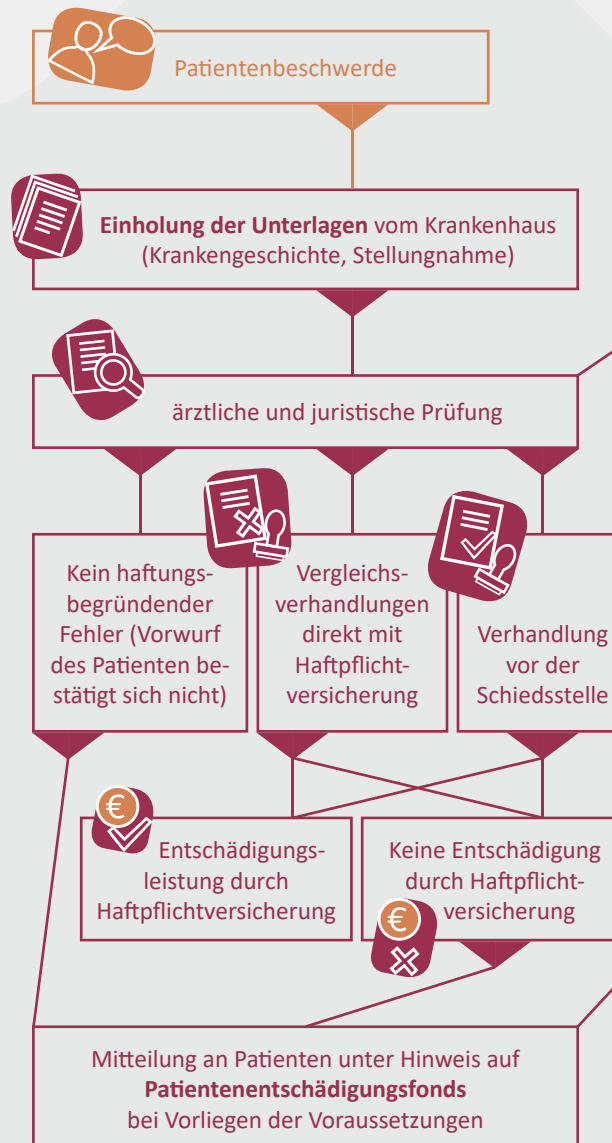 Patientenbeschwerde
Einholung der Unterlagen vom Krankenhaus
(Krankengeschichte, Stellungnahme)
ärztliche und juristische Prüfung
Kein haftungs-
begründender
Fehler (Vorwurf
des Patienten be-
stätigt sich nicht)
Vergleichs-
verhandlungen
direkt mit
Haftpflicht-
versicherung
Verhandlung
vor der
Schiedsstelle
€
Entschädigungs-
leistung durch
Haftpflichtversicherung
Keine Entschädigung
durch Haftpflicht-
versicherung
€
Mitteilung an Patienten unter Hinweis auf
Patientenentschädigungsfonds
bei Vorliegen der Voraussetzungen